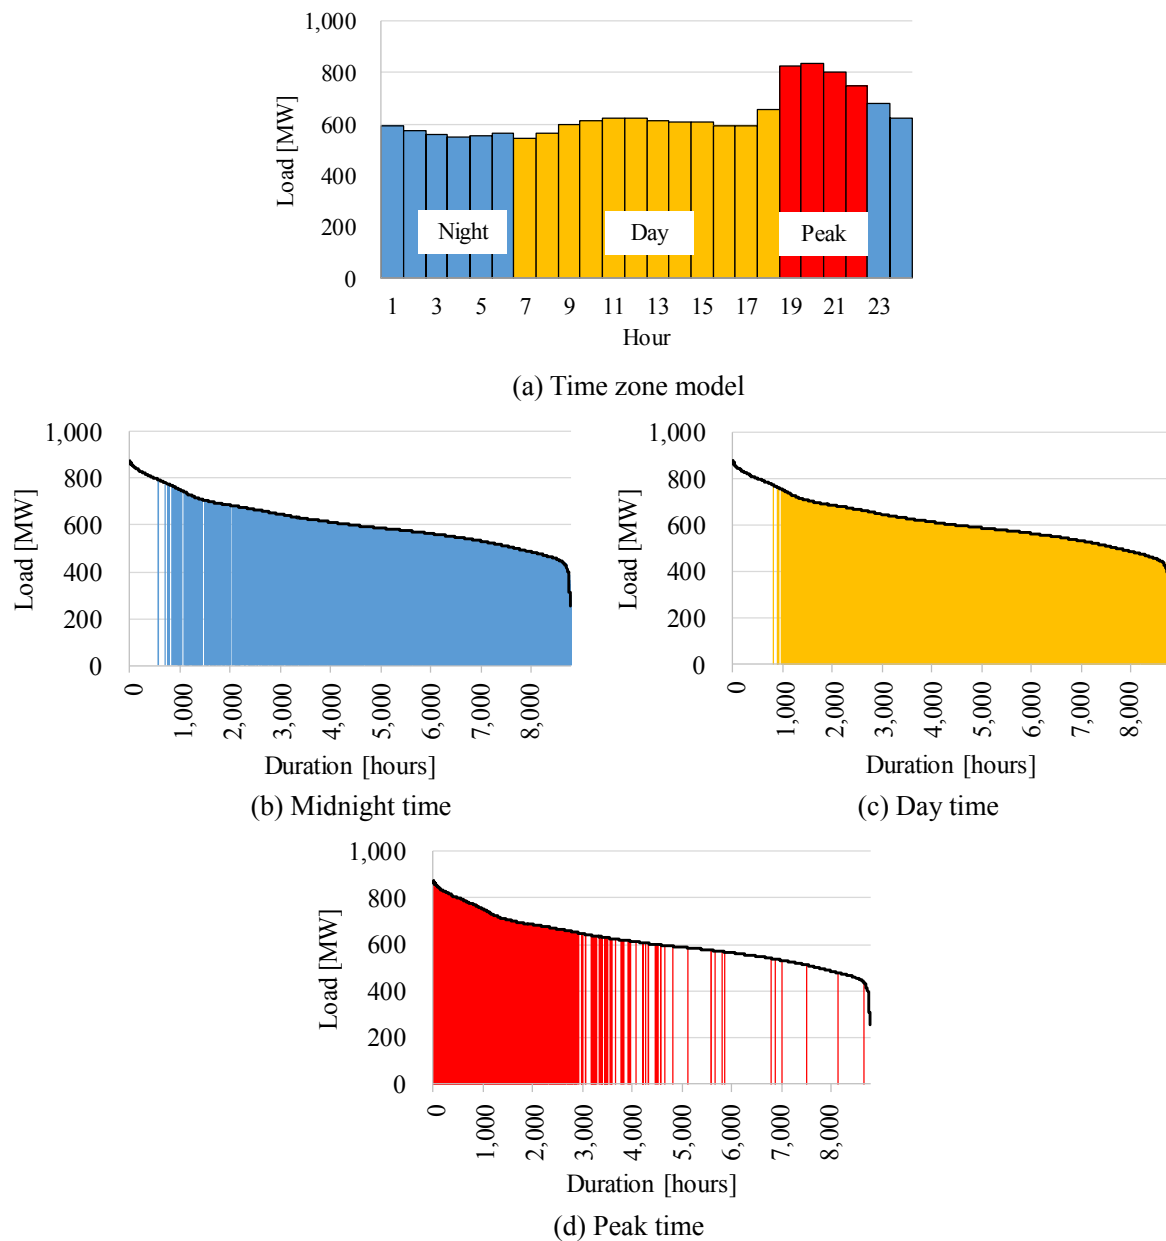 1,000
800
600
400
200
0
Load [MW]
Night
Day
Peak
1 3 5 7 9 11 13 15 17 19 21 23
Hour
(a) Time zone model
1,000
800
600
400
200
0
Load [MW]
0 1,000 2,000 3,000 4,000 5,000 6,000 7,000 8,000
Duration [hours]
(b) Midnight time
1,000
800
600
400
200
0
Load [MW]
0 1,000 2,000 3,000 4,000 5,000 6,000 7,000 8,000
Duration [hours]
(c) Day time
1,000
800
600
400
200
0
Load [MW]
0 1,000 2,000 3,000 4,000 5,000 6,000 7,000 8,000
Duration [hours]
(d) Peak time